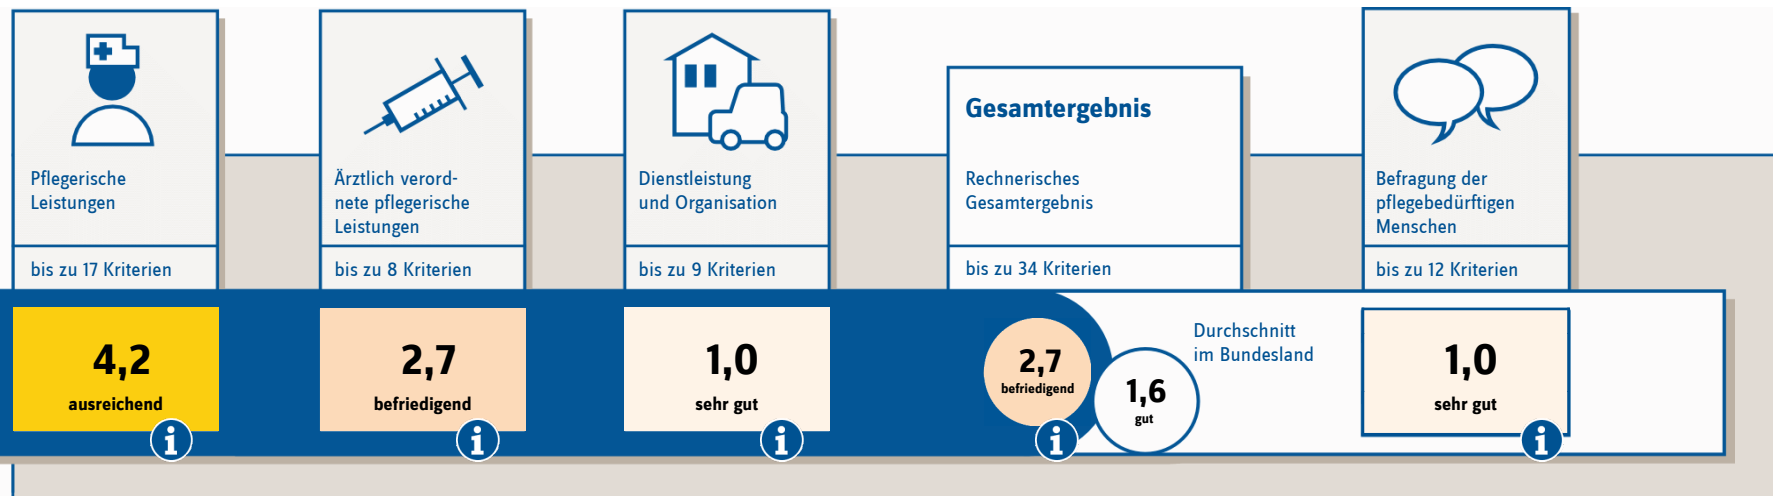 Pflegerische
Leistungen
bis zu 17 Kriterien
4,2
ausreichend
i
Ärztlich verord-
nete pflegerische
Leistungen
bis zu 8 Kriterien
2,7
befriedigend
i
Dienstleistung
und Organisation
bis zu 9 Kriterien
1,0
sehr gut
i
Gesamtergebnis
Rechnerisches
Gesamtergebnis
bis zu 34 Kriterien
2,7
befriedigend
i
1,6
gut
Durchschnitt
im Bundesland
Befragung der
pflegebedürftigen
Menschen
bis zu 12 Kriterien
1,0
sehr gut
i